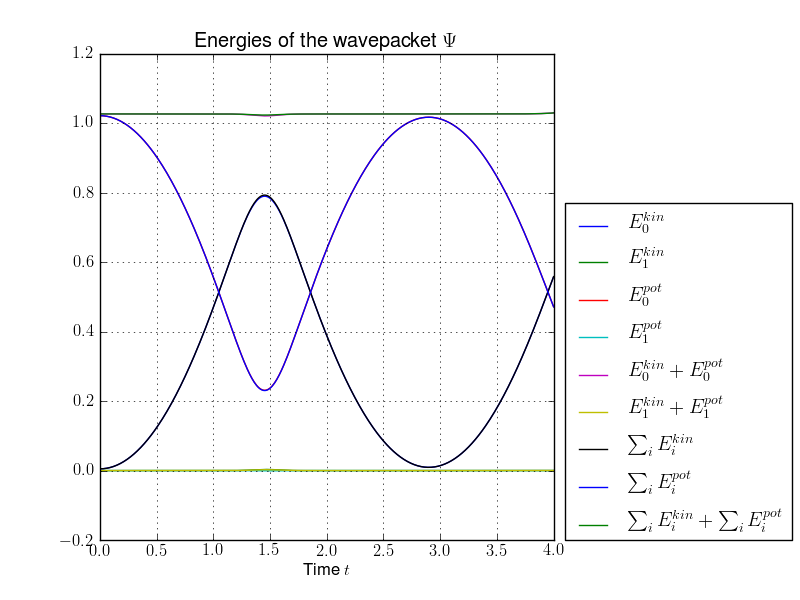 Energies of the wavepacket Ψ
1.2
1.0
0.8
0.6
0.4
0.2
0.0
−0.2
0.0 0.5 1.0 1.5 2.0 2.5 3.0 3.5 4.0
Time t
E_0^{kin}
E_1^{kin}
E_0^{pot}
E_1^{pot}
E_0^{kin} + E_0^{pot}
E_1^{kin} + E_1^{pot}
∑_i E_i^{kin}
∑_i E_i^{pot}
∑_i E_i^{kin} + ∑_i E_i^{pot}